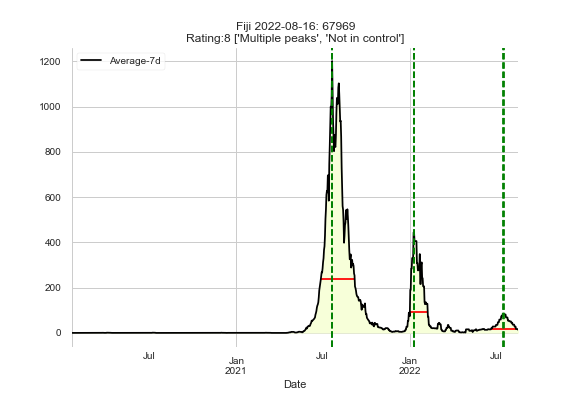 Fiji 2022-08-16: 67969
Rating:8 ['Multiple peaks', 'Not in control']
Average-7d
1200
1000
800
600
400
200
0
Jul
Jan
2021
Jul
Jan
2022
Jul
Date